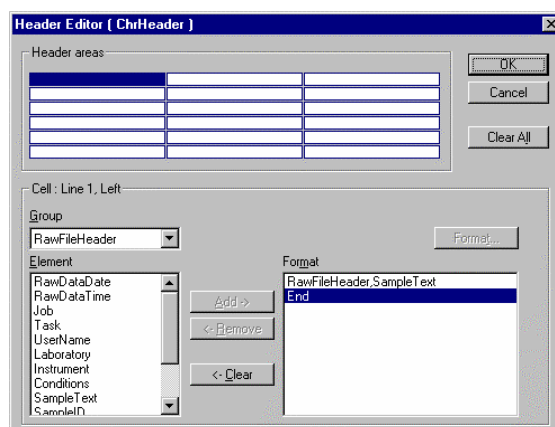 Header Editor ( ChrHeader )
Header areas
OK
Cancel
Clear All
Cell : Line 1, Left
Group
RawFileHeader
Format...
Element
Format
RawDataDate
RawDataTime
Job
Task
UserName
Laboratory
Instrument
Conditions
SampleText
SampleID
Add ->
<- Remove
<- Clear
RawFileHeader,SampleText
End